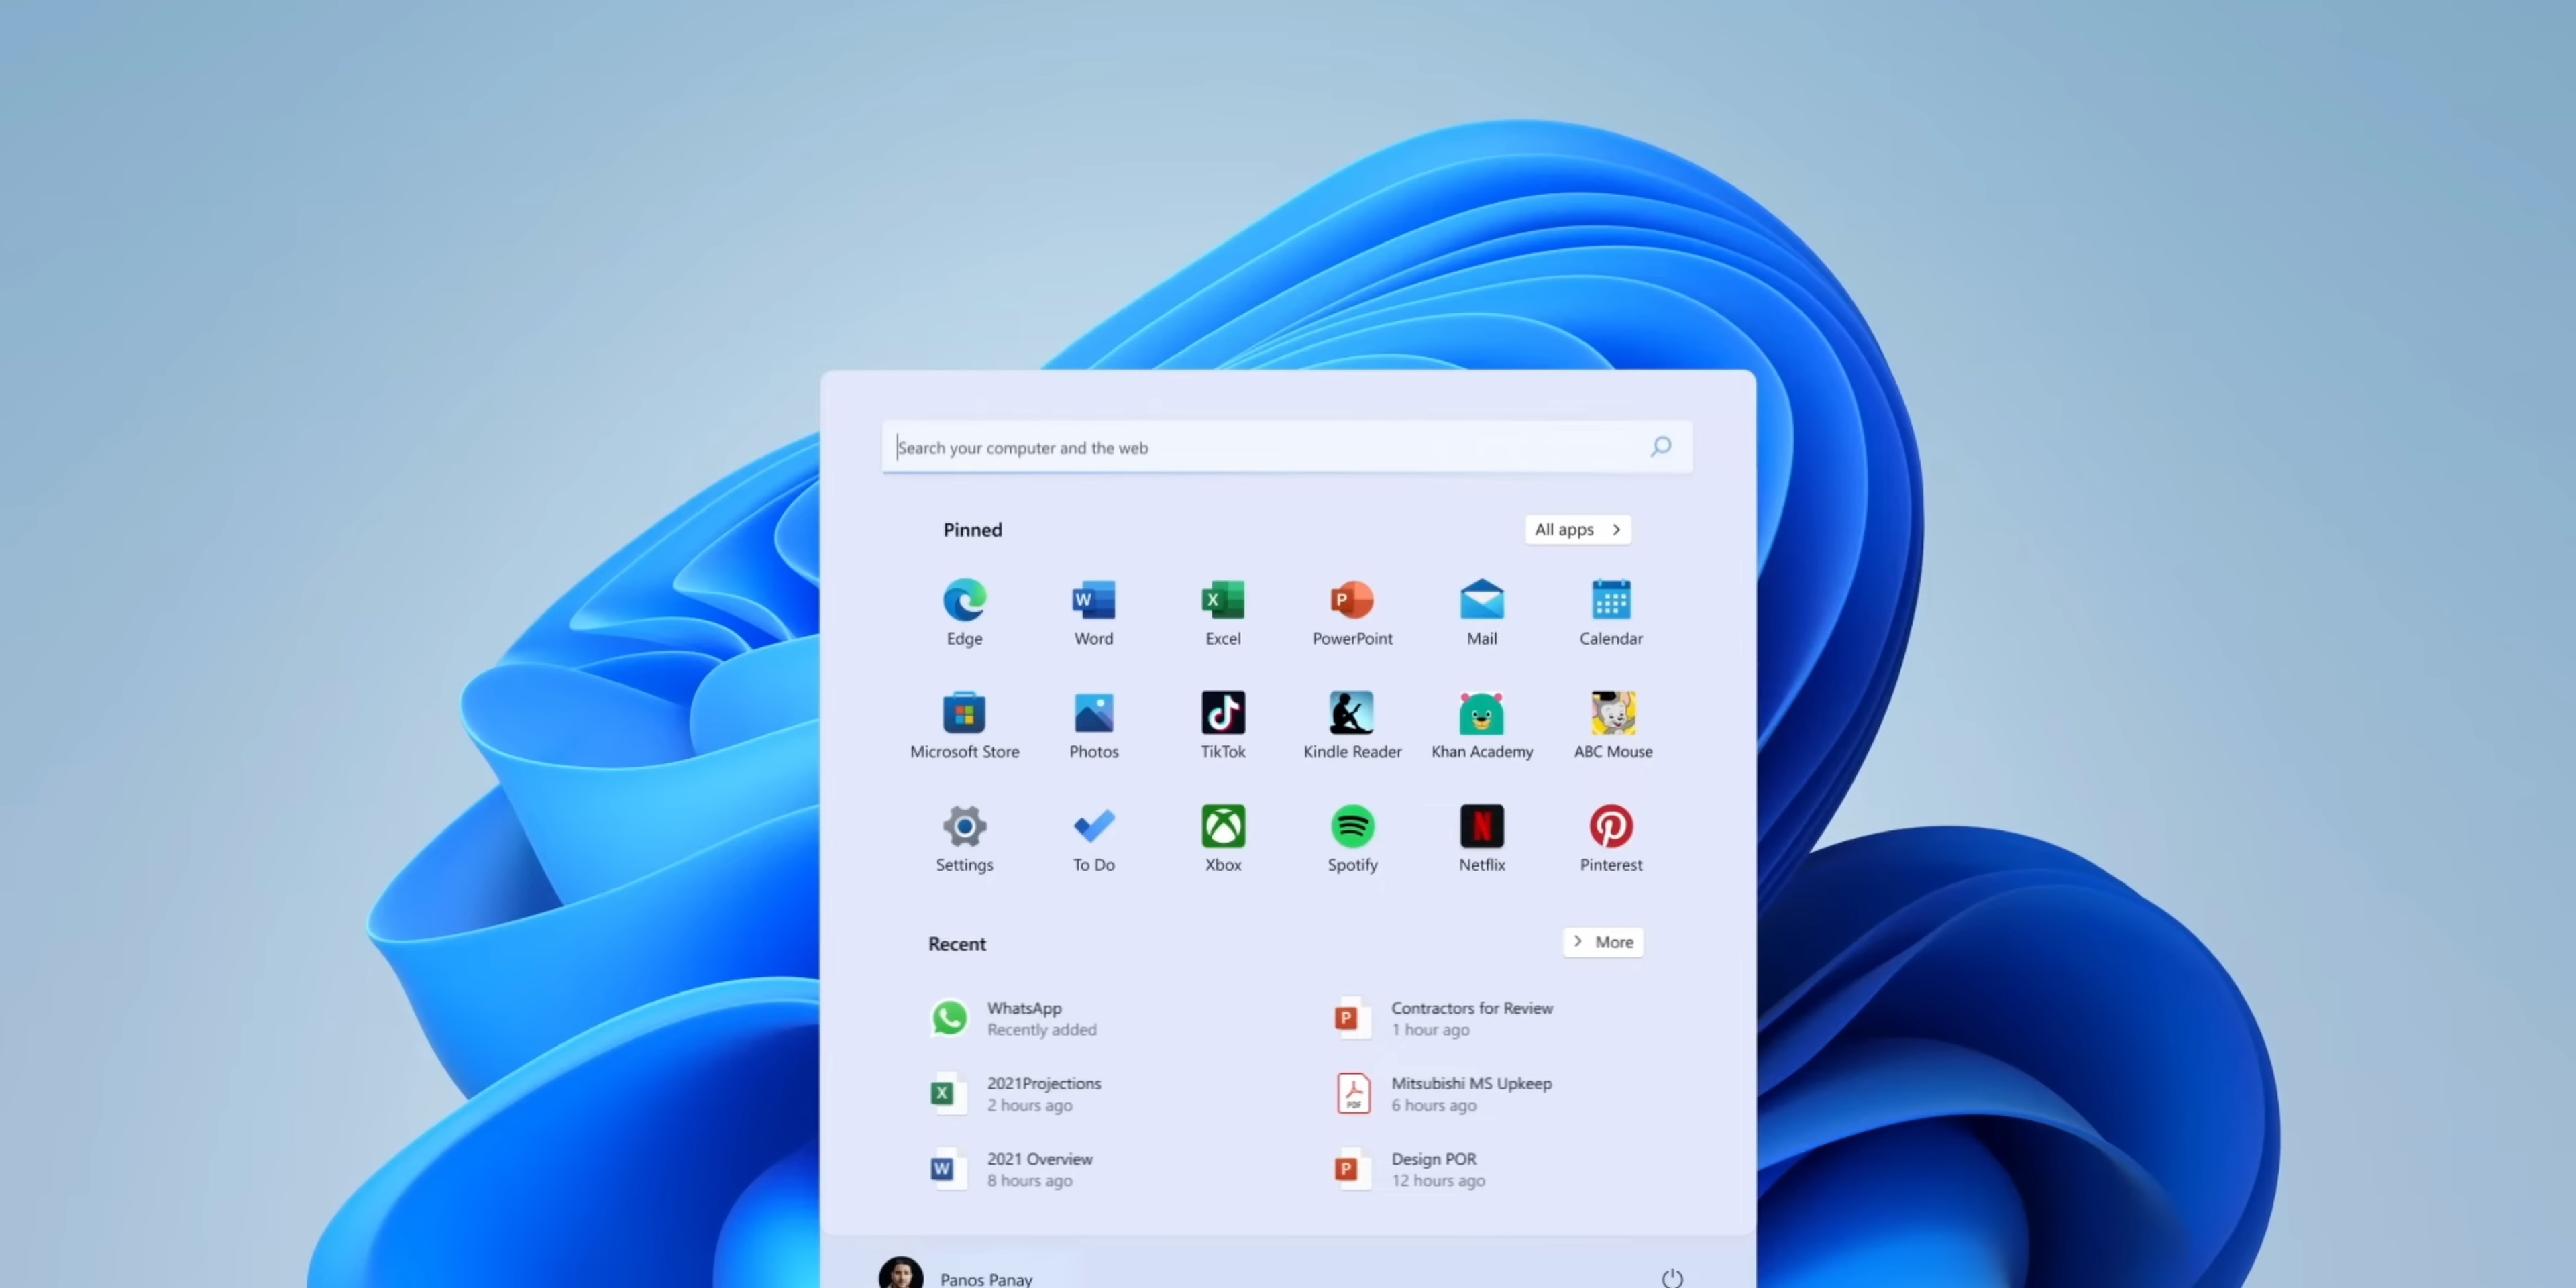 Search your computer and the web
Pinned
All apps
Edge
Word
Excel
PowerPoint
Mail
Calendar
Microsoft Store
Photos
TikTok
Kindle Reader
Khan Academy
ABC Mouse
Settings
To Do
Xbox
Spotify
Netflix
Pinterest
Recent
More
WhatsApp
Recently added
Contractors for Review
1 hour ago
2021Projections
2 hours ago
Mitsubishi MS Upkeep
6 hours ago
2021 Overview
8 hours ago
Design POR
12 hours ago
Panos Panay